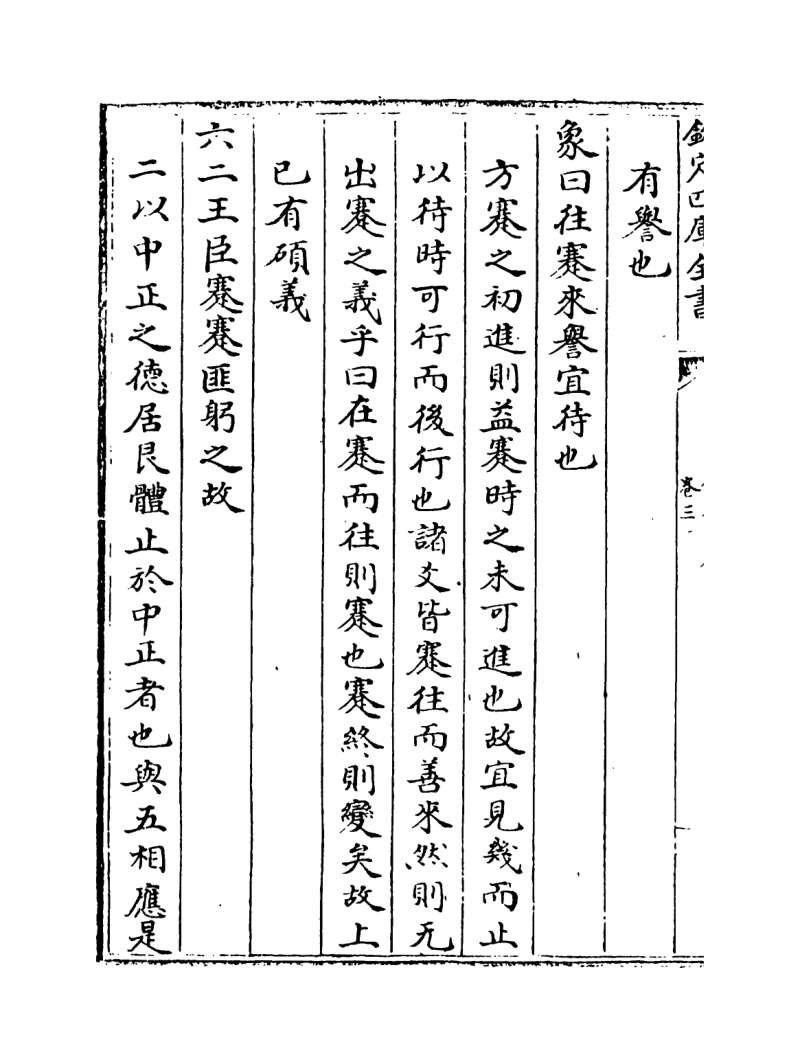 欽定四庫全書
卷三
有譽也
象曰往蹇來譽宜待也
方蹇之初進則益蹇時之未可進也故宜見幾而止
以待時可行而後行也諸爻皆蹇往而善來然則无
出蹇之義乎曰在蹇而往則蹇也蹇終則變矣故上
已有碩義
六二王臣蹇蹇匪躬之故
二以中正之德居艮體止於中正者也與五相應是